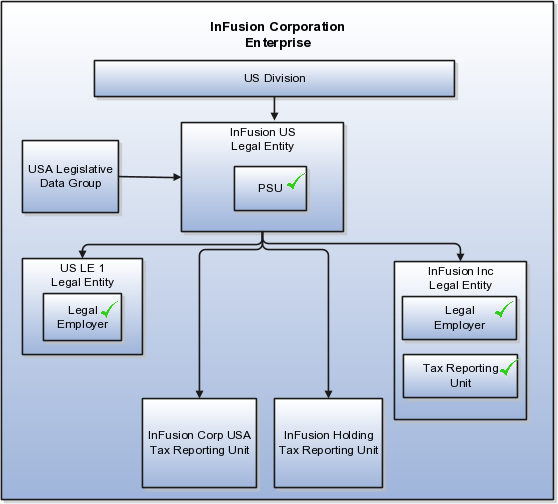 InFusion Corporation
Enterprise
US Division
InFusion US
Legal Entity
PSU
USA Legislative
Data Group
US LE 1
Legal Entity
Legal
Employer
InFusion Inc
Legal Entity
Legal
Employer
Tax Reporting
Unit
InFusion Corp USA
Tax Reporting Unit
InFusion Holding
Tax Reporting Unit